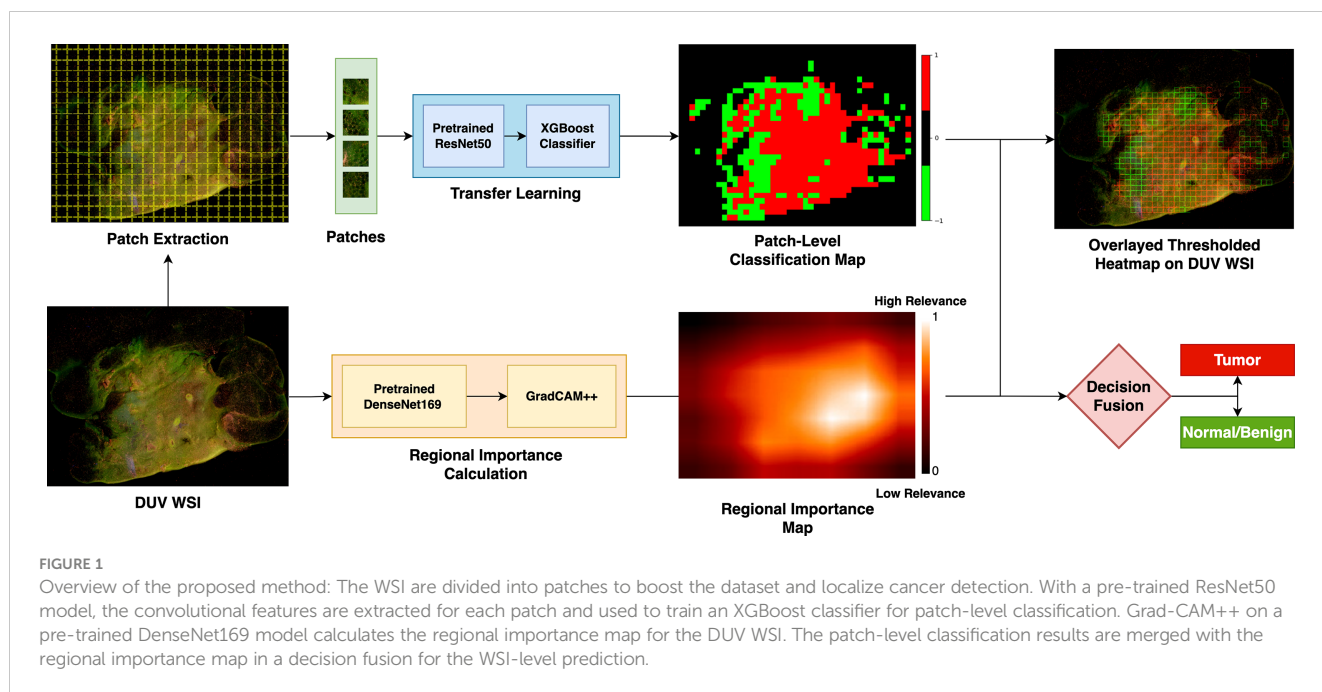 Patch Extraction
Patches
Pretrained
ResNet50
XGBoost
Classifier
Transfer Learning
1
0
−1
Patch-Level
Classification Map
Overlayed Thresholded
Heatmap on DUV WSI
DUV WSI
Pretrained
DenseNet169
GradCAM++
Regional Importance
Calculation
High Relevance
1
0
Low Relevance
Regional Importance
Map
Decision
Fusion
Tumor
Normal/Benign
FIGURE 1
Overview of the proposed method: The WSI are divided into patches to boost the dataset and localize cancer detection. With a pre-trained ResNet50
model, the convolutional features are extracted for each patch and used to train an XGBoost classifier for patch-level classification. Grad-CAM++ on a
pre-trained DenseNet169 model calculates the regional importance map for the DUV WSI. The patch-level classification results are merged with the
regional importance map in a decision fusion for the WSI-level prediction.